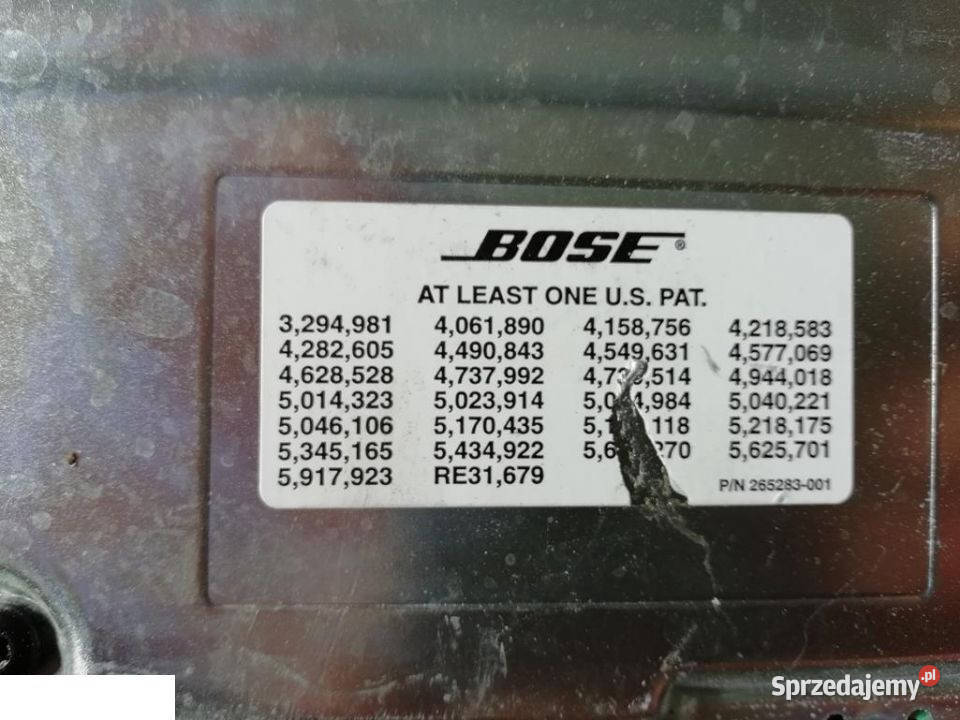 BOSE®
AT LEAST ONE U.S. PAT.
3,294,981 4,061,890 4,158,756 4,218,583
4,282,605 4,490,843 4,549,631 4,577,069
4,628,528 4,737,992 4,944,018
5,014,323 5,023,914 5,040,221
5,046,106 5,170,435 5,218,175
5,345,165 5,434,922 5,625,701
5,917,923 RE31,679 P/N 265283-001
Sprzedajemy.pl